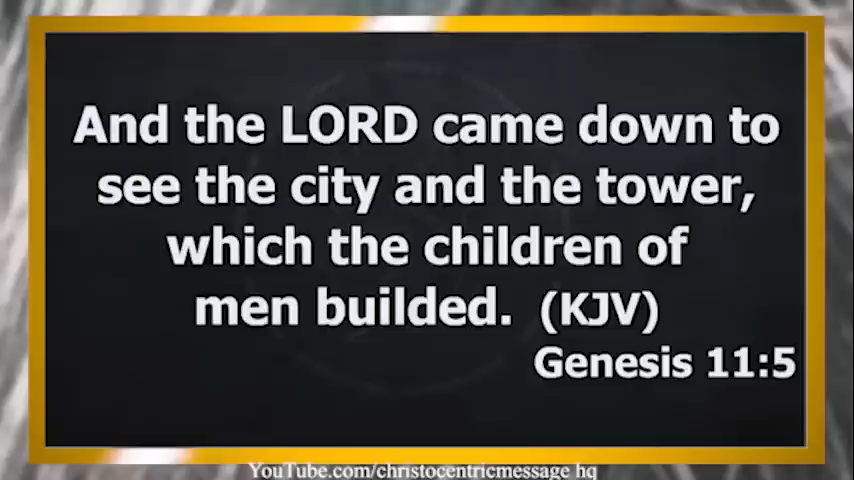 And the LORD came down to
see the city and the tower,
which the children of
men builded. (KJV)
Genesis 11:5
YouTube.com/christocentricmessage hq